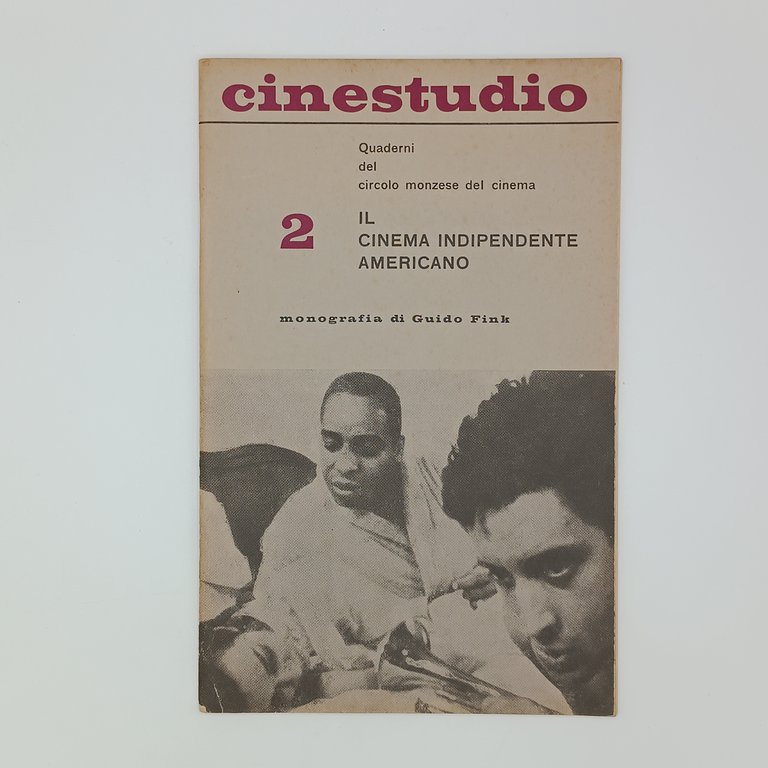 cinestudio
Quaderni
del
circolo monzese del cinema
2
IL
CINEMA INDIPENDENTE
AMERICANO
monografia di Guido Fink